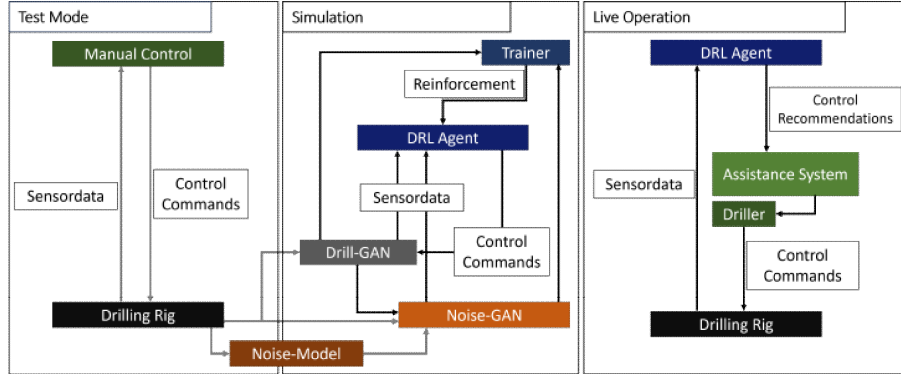 Test Mode
Manual Control
Sensordata
Control
Commands
Drilling Rig
Noise-Model
Simulation
Trainer
Reinforcement
DRL Agent
Sensordata
Drill-GAN
Control
Commands
Noise-GAN
Live Operation
DRL Agent
Control
Recommendations
Sensordata
Assistance System
Driller
Control
Commands
Drilling Rig